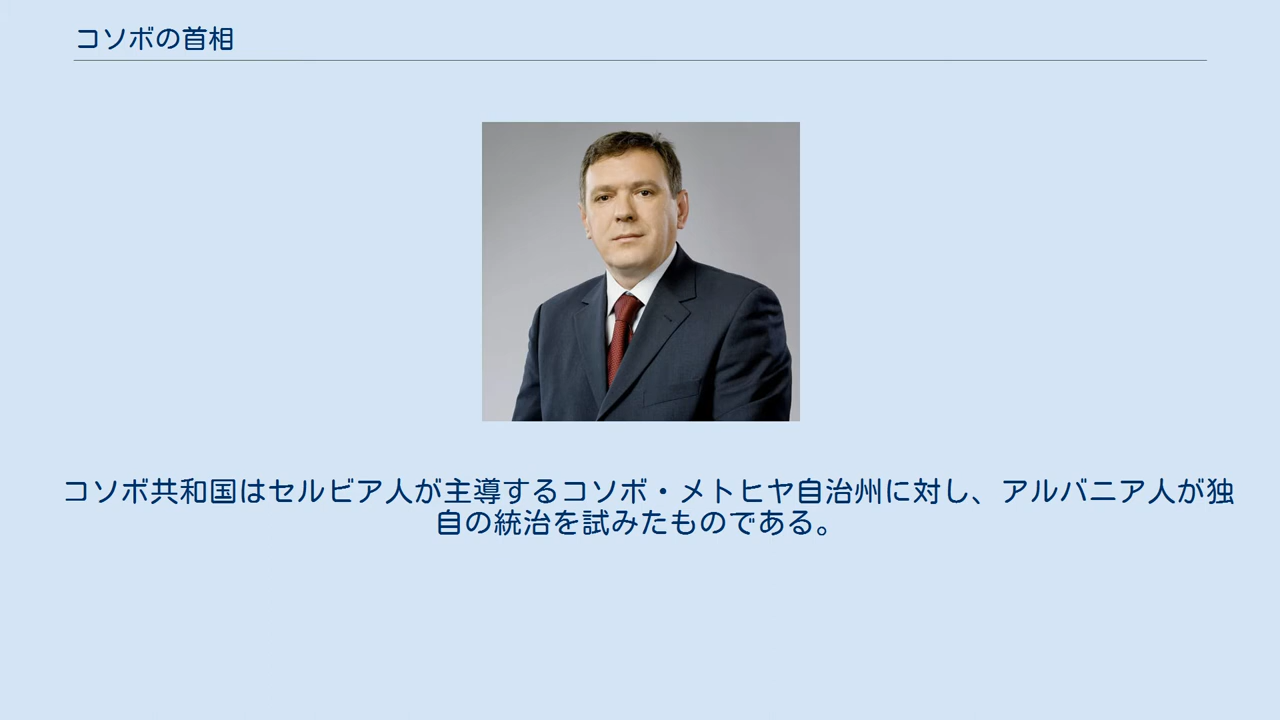 コソボの首相
コソボ共和国はセルビア人が主導するコソボ・メトヒヤ自治州に対し、アルバニア人が独
自の統治を試みたものである。